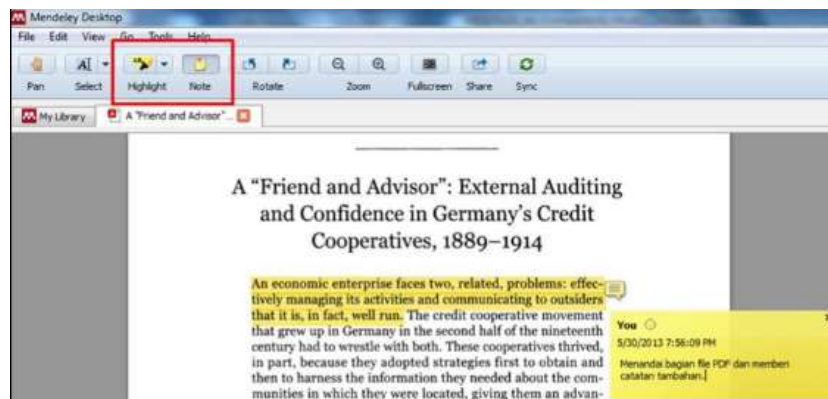 Mendeley Desktop
File Edit View Go Tools Help
Pan Select Highlight Note Rotate Zoom Fullscreen Share Sync
My Library A "Friend and Advisor"...
A “Friend and Advisor”: External Auditing
and Confidence in Germany’s Credit
Cooperatives, 1889–1914
An economic enterprise faces two, related, problems: effec-
tively managing its activities and communicating to outsiders
that it is, in fact, well run. The credit cooperative movement
that grew up in Germany in the second half of the nineteenth
century had to wrestle with both. These cooperatives thrived,
in part, because they adopted strategies first to obtain and
then to harness the information they needed about the com-
munities in which they were located, giving them an advan-
You
5/30/2013 7:56:09 PM
Menandai bagian file PDF dan memberi
catatan tambahan.